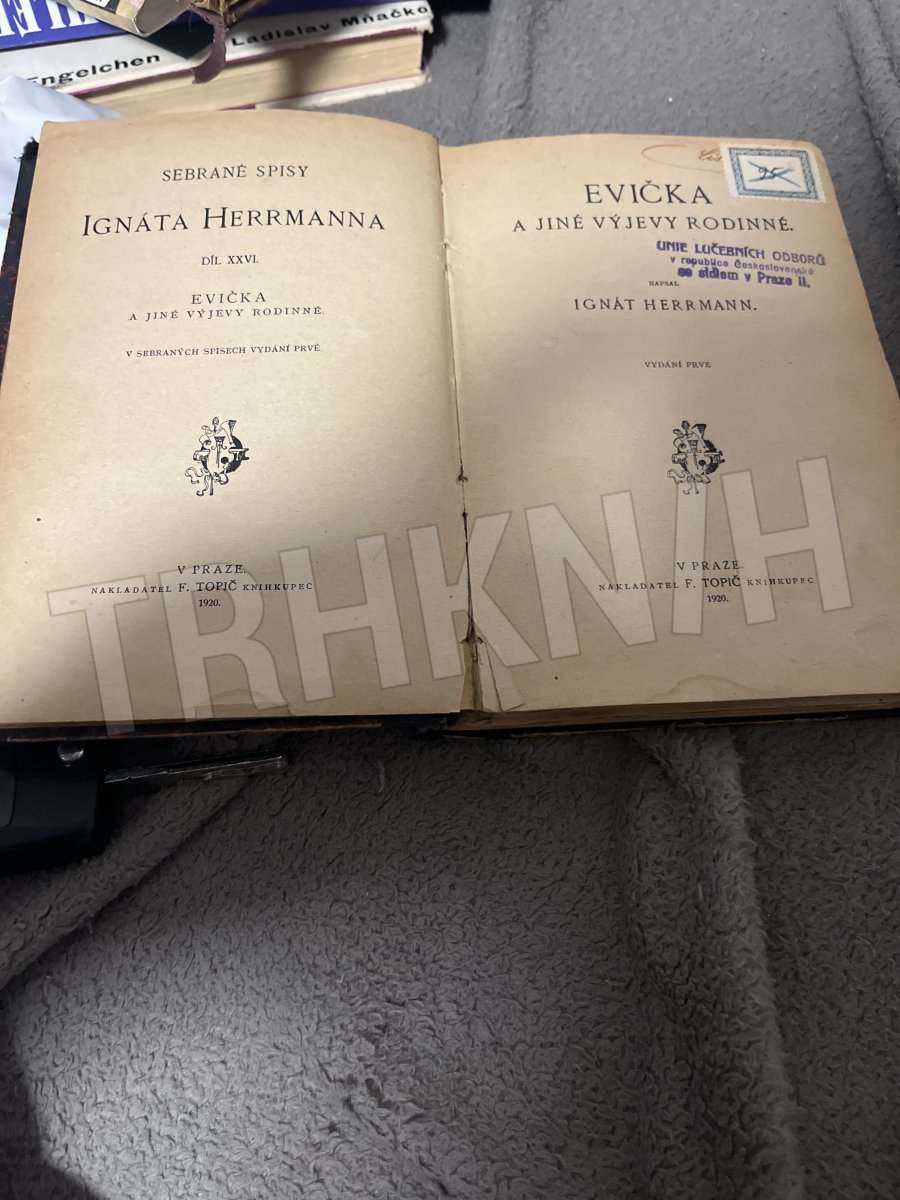 Ladislav Mňačko
Engelchen
SEBRANÉ SPISY
IGNÁTA HERRMANNA
DÍL XXVI.
EVIČKA
A JINÉ VÝJEVY RODINNÉ.
V SEBRANÝCH SPISECH VYDÁNÍ PRVÉ.
V PRAZE.
NAKLADATEL F. TOPIČ KNIHKUPEC
1920.
EVIČKA
A JINÉ VÝJEVY RODINNÉ.
UNIE LUČEBNÍCH ODBORŮ
v republice Československé
se sídlem v Praze II.
NAPSAL
IGNÁT HERRMANN.
VYDÁNÍ PRVÉ
V PRAZE.
NAKLADATEL F. TOPIČ KNIHKUPEC
1920.
TRHKNIH